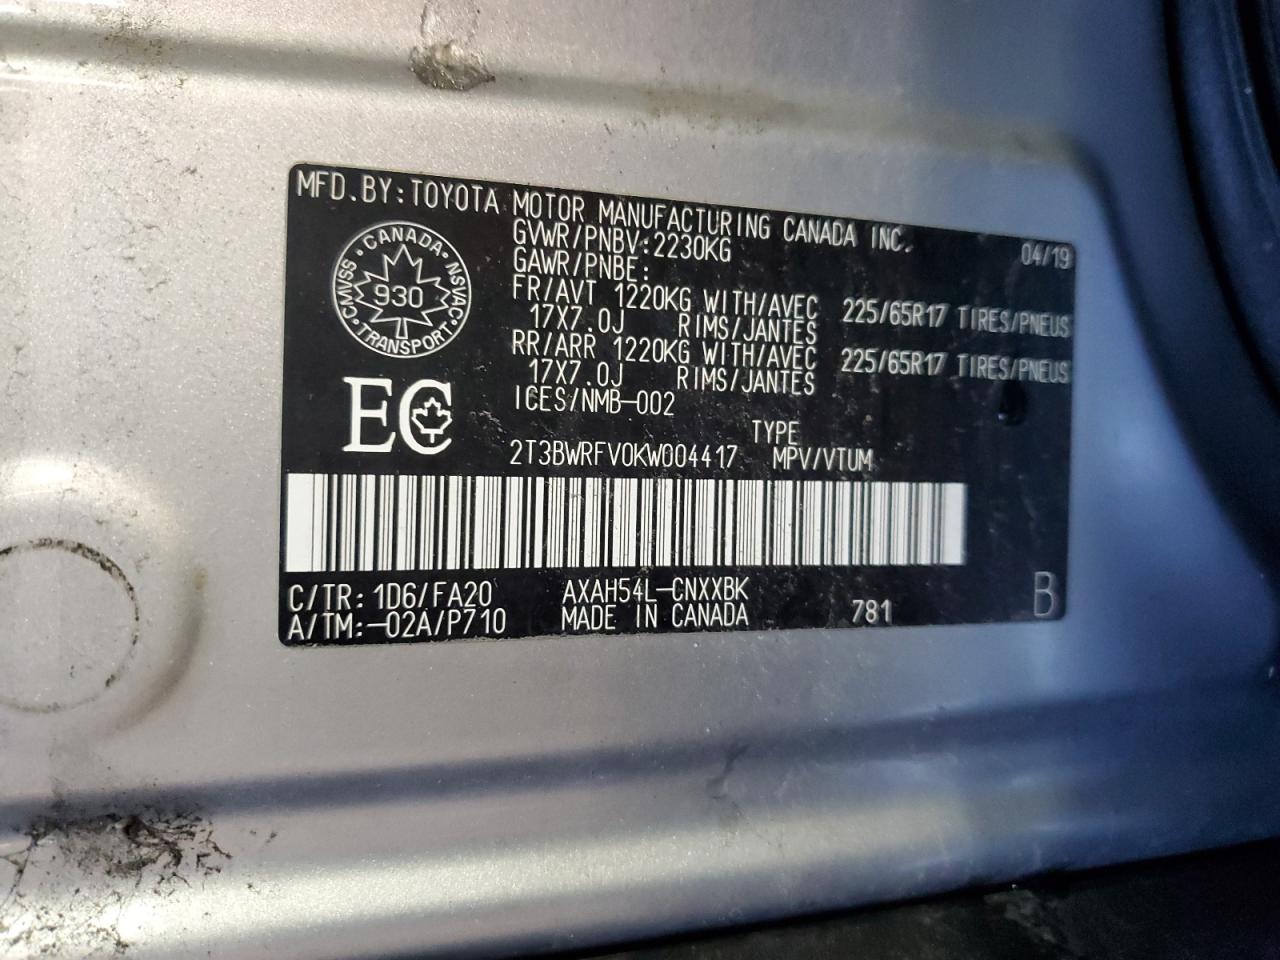 MFD.BY:TOYOTA MOTOR MANUFACTURING CANADA INC. 04/19
GVWR/PNBV:2230KG
GAWR/PNBE:
FR/AVT 1220KG WITH/AVEC 225/65R17 TIRES/PNEUS
17X7.0J RIMS/JANTES
RR/ARR 1220KG WITH/AVEC 225/65R17 TIRES/PNEUS
17X7.0J RIMS/JANTES
ICES/NMB-002
CANADA
CMVSS 930 NSVAC
TRANSPORT
EC
TYPE
2T3BWRFV0KW004417 MPV/VTUM
C/TR: 1D6/FA20 AXAH54L-CNXXBK
A/TM:-02A/P710 MADE IN CANADA 781 B